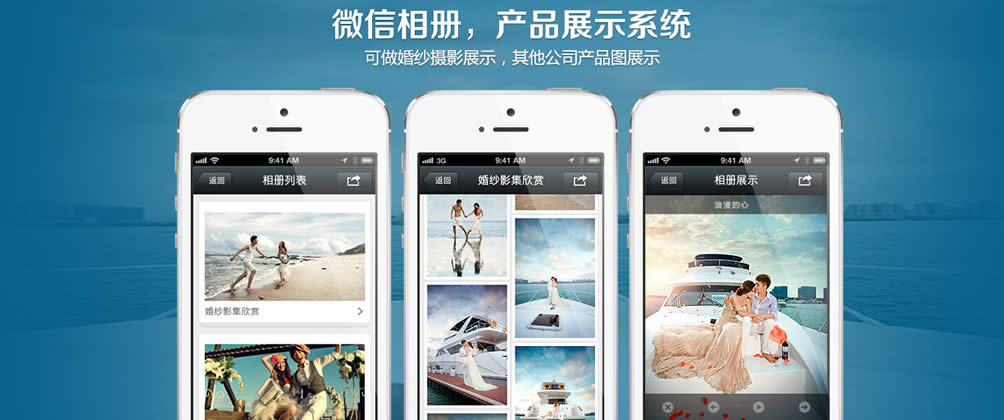 微信相册，产品展示系统
可做婚纱摄影展示，其他公司产品图展示
9:41 AM
返回 相册列表
婚纱影集欣赏
3G 9:41 AM
返回 婚纱影集欣赏
9:41 AM
返回 相册展示
浪漫的心